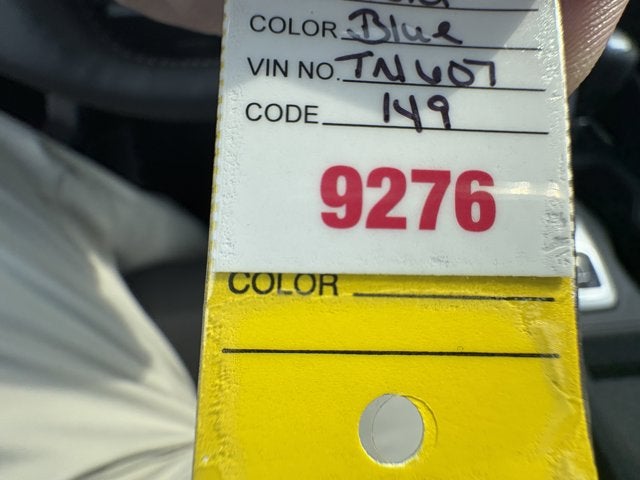 COLOR Blue
VIN NO. TN607
CODE 149
9276
COLOR